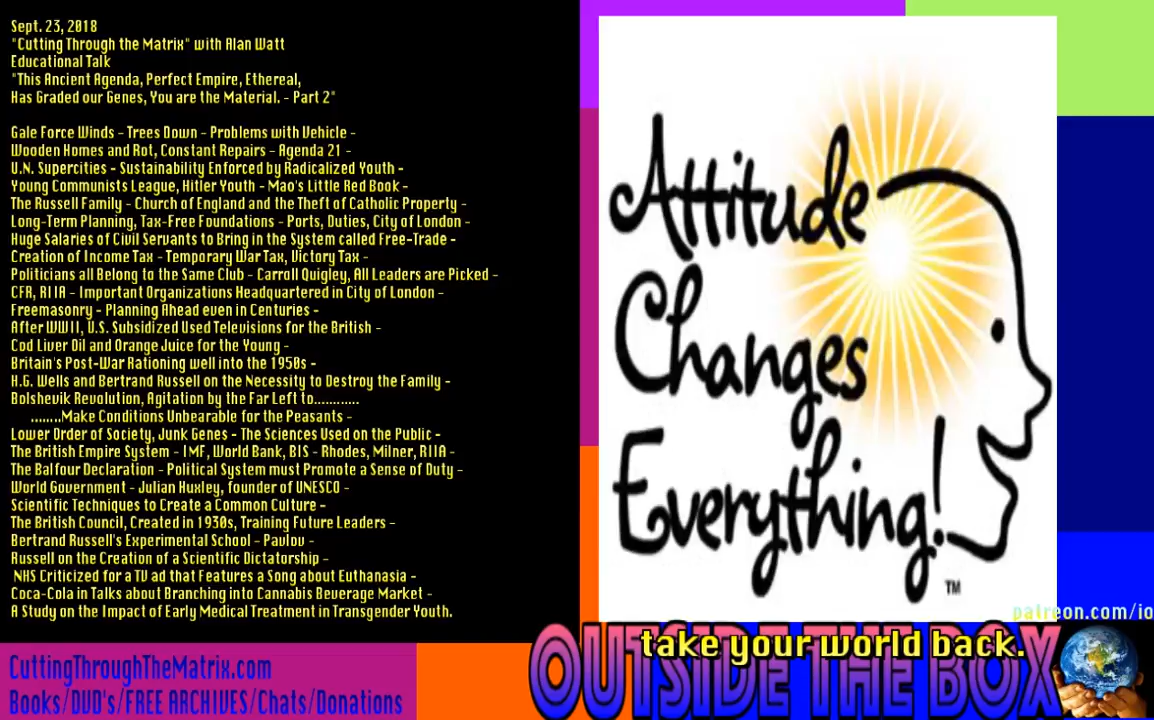 Sept. 23, 2018
"Cutting Through the Matrix" with Alan Watt
Educational Talk
"This Ancient Agenda, Perfect Empire, Ethereal,
Has Graded our Genes, You are the Material. - Part 2"
Gale Force Winds - Trees Down - Problems with Vehicle -
Wooden Homes and Rot, Constant Repairs - Agenda 21 -
U.N. Supercities - Sustainability Enforced by Radicalized Youth -
Young Communists League, Hitler Youth - Mao's Little Red Book -
The Russell Family - Church of England and the Theft of Catholic Property -
Long-Term Planning, Tax-Free Foundations - Ports, Duties, City of London -
Huge Salaries of Civil Servants to Bring in the System called Free-Trade -
Creation of Income Tax - Temporary War Tax, Victory Tax -
Politicians all Belong to the Same Club - Carroll Quigley, All Leaders are Picked -
CFR, RIIA - Important Organizations Headquartered in City of London -
Freemasonry - Planning Ahead even in Centuries -
After WWII, U.S. Subsidized Used Televisions for the British -
Cod Liver Oil and Orange Juice for the Young -
Britain's Post-War Rationing well into the 1950s -
H.G. Wells and Bertrand Russell on the Necessity to Destroy the Family -
Bolshevik Revolution, Agitation by the Far Left to............
........Make Conditions Unbearable for the Peasants -
Lower Order of Society, Junk Genes - The Sciences Used on the Public -
The British Empire System - IMF, World Bank, BIS - Rhodes, Milner, RIIA -
The Balfour Declaration - Political System must Promote a Sense of Duty -
World Government - Julian Huxley, founder of UNESCO -
Scientific Techniques to Create a Common Culture -
The British Council, Created in 1930s, Training Future Leaders -
Bertrand Russell's Experimental School - Pavlov -
Russell on the Creation of a Scientific Dictatorship -
NHS Criticized for a TV ad that Features a Song about Euthanasia -
Coca-Cola in Talks about Branching into Cannabis Beverage Market -
A Study on the Impact of Early Medical Treatment in Transgender Youth.
CuttingThroughTheMatrix.com
Books/DVD's/FREE ARCHIVES/Chats/Donations
Attitude
Changes
Everything!
TM
patreon.com/io
take your world back.
OUTSIDE THE BOX